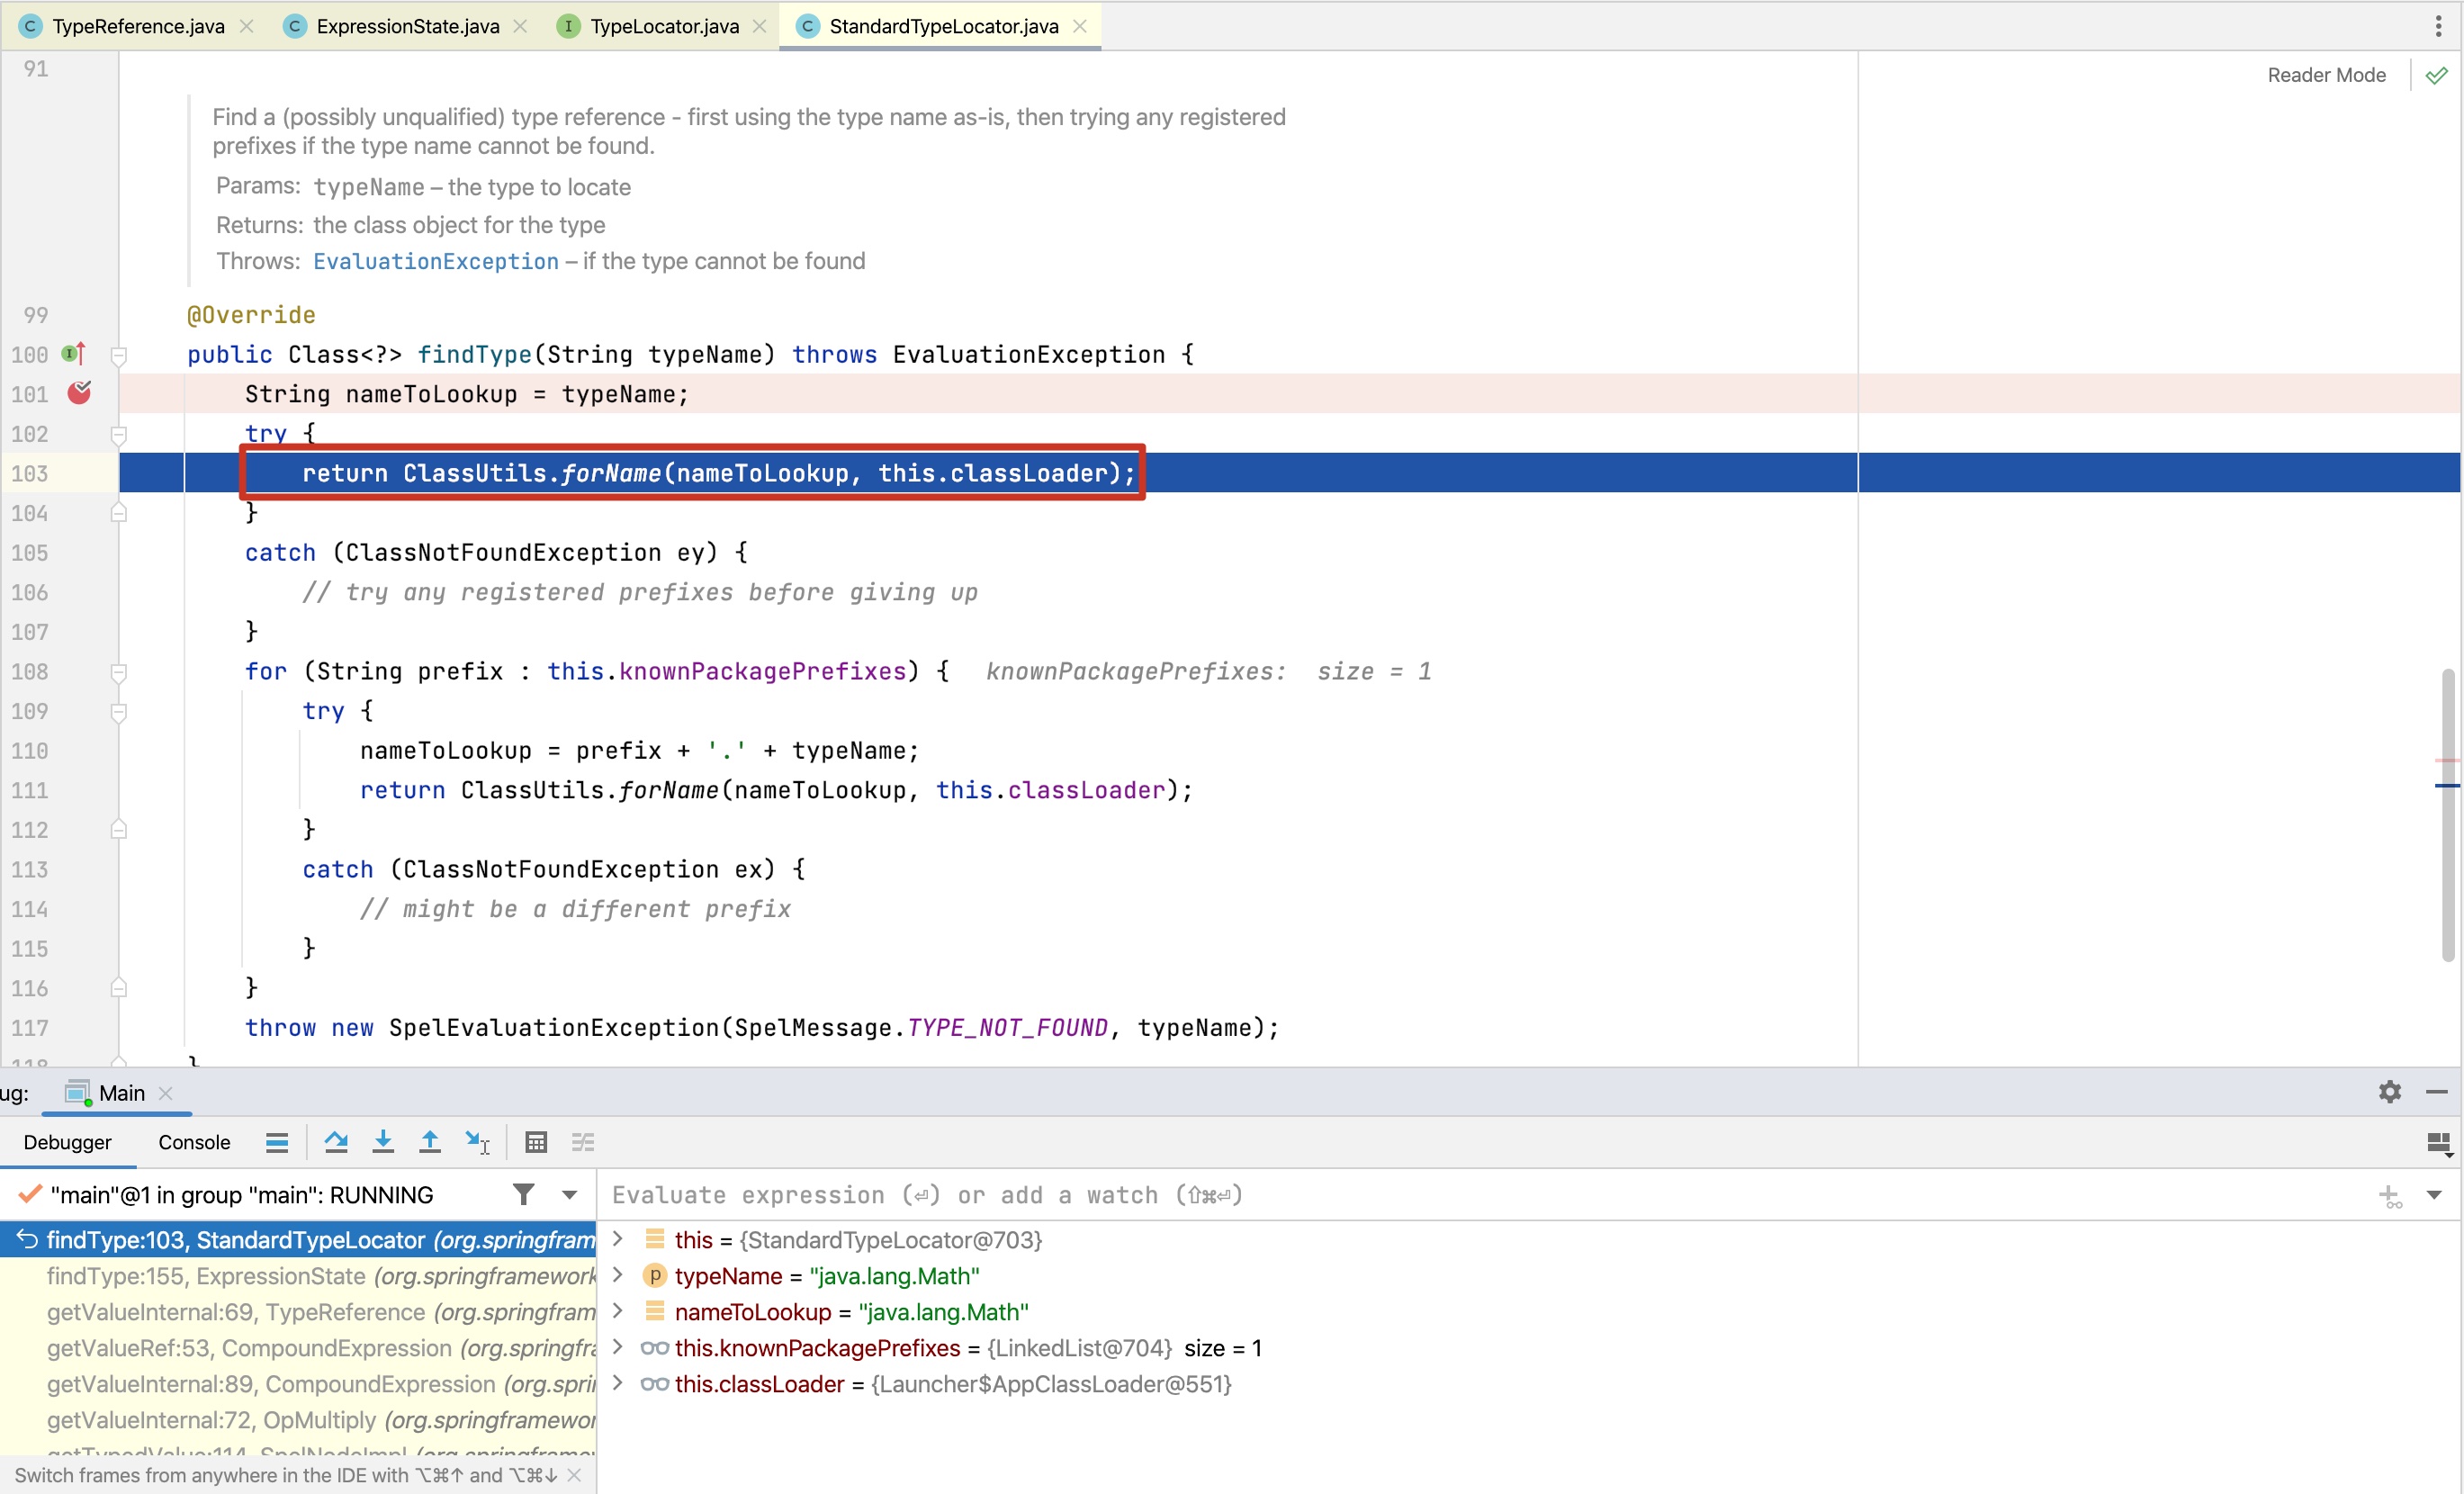 TypeReference.java ExpressionState.java TypeLocator.java StandardTypeLocator.java
Reader Mode
91
Find a (possibly unqualified) type reference - first using the type name as-is, then trying any registered
prefixes if the type name cannot be found.
Params: typeName – the type to locate
Returns: the class object for the type
Throws: EvaluationException – if the type cannot be found
99 @Override
100 public Class<?> findType(String typeName) throws EvaluationException {
101 String nameToLookup = typeName;
102 try {
103 return ClassUtils.forName(nameToLookup, this.classLoader);
104 }
105 catch (ClassNotFoundException ey) {
106 // try any registered prefixes before giving up
107 }
108 for (String prefix : this.knownPackagePrefixes) { knownPackagePrefixes: size = 1
109 try {
110 nameToLookup = prefix + '.' + typeName;
111 return ClassUtils.forName(nameToLookup, this.classLoader);
112 }
113 catch (ClassNotFoundException ex) {
114 // might be a different prefix
115 }
116 }
117 throw new SpelEvaluationException(SpelMessage.TYPE_NOT_FOUND, typeName);
118 }
ug: Main
Debugger Console
"main"@1 in group "main": RUNNING
Evaluate expression (⏎) or add a watch (⇧⌘⏎)
findType:103, StandardTypeLocator (org.springfram
findType:155, ExpressionState (org.springframework
getValueInternal:69, TypeReference (org.springfram
getValueRef:53, CompoundExpression (org.springfra
getValueInternal:89, CompoundExpression (org.sprin
getValueInternal:72, OpMultiply (org.springframewor
getTypedValue:114, SpelNodeImpl (org.springframew
Switch frames from anywhere in the IDE with ⌥⌘↑ and ⌥⌘↓
this = {StandardTypeLocator@703}
typeName = "java.lang.Math"
nameToLookup = "java.lang.Math"
this.knownPackagePrefixes = {LinkedList@704} size = 1
this.classLoader = {Launcher$AppClassLoader@551}